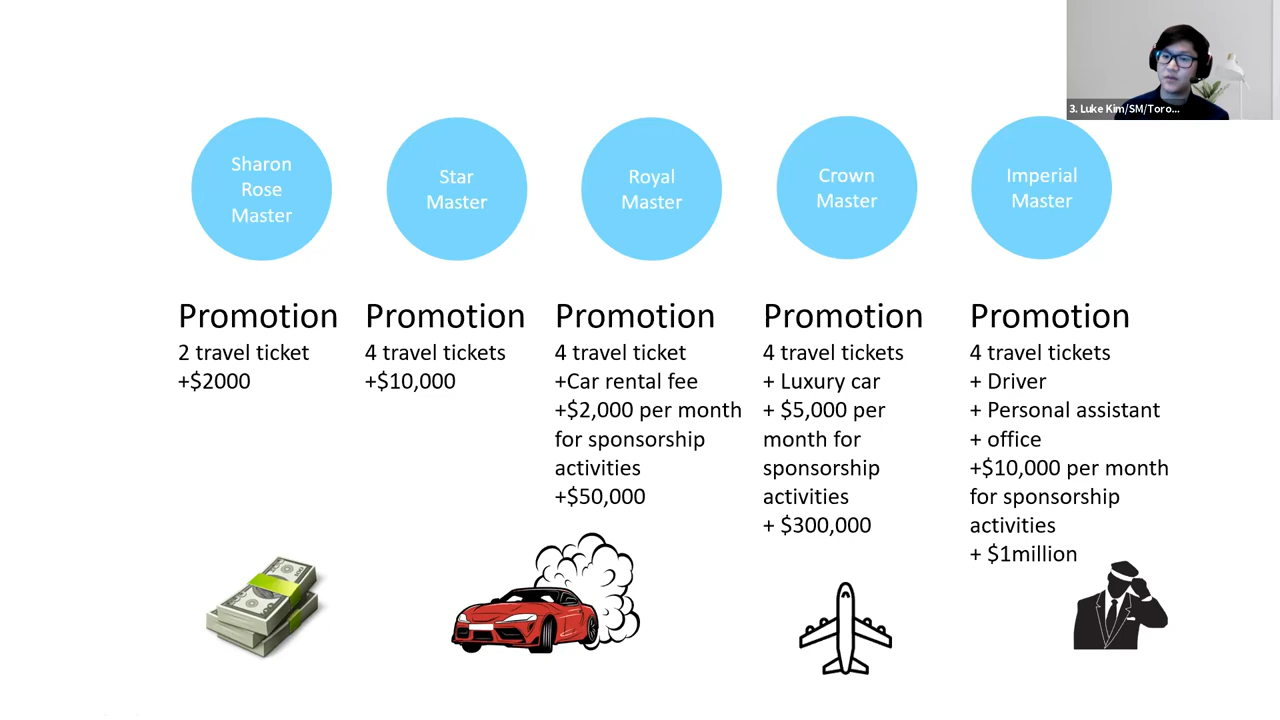 3. Luke Kim/SM/Toro...
Sharon
Rose
Master
Star
Master
Royal
Master
Crown
Master
Imperial
Master
Promotion
2 travel ticket
+$2000
Promotion
4 travel tickets
+$10,000
Promotion
4 travel ticket
+Car rental fee
+$2,000 per month
for sponsorship
activities
+$50,000
Promotion
4 travel tickets
+ Luxury car
+ $5,000 per
month for
sponsorship
activities
+ $300,000
Promotion
4 travel tickets
+ Driver
+ Personal assistant
+ office
+$10,000 per month
for sponsorship
activities
+ $1million